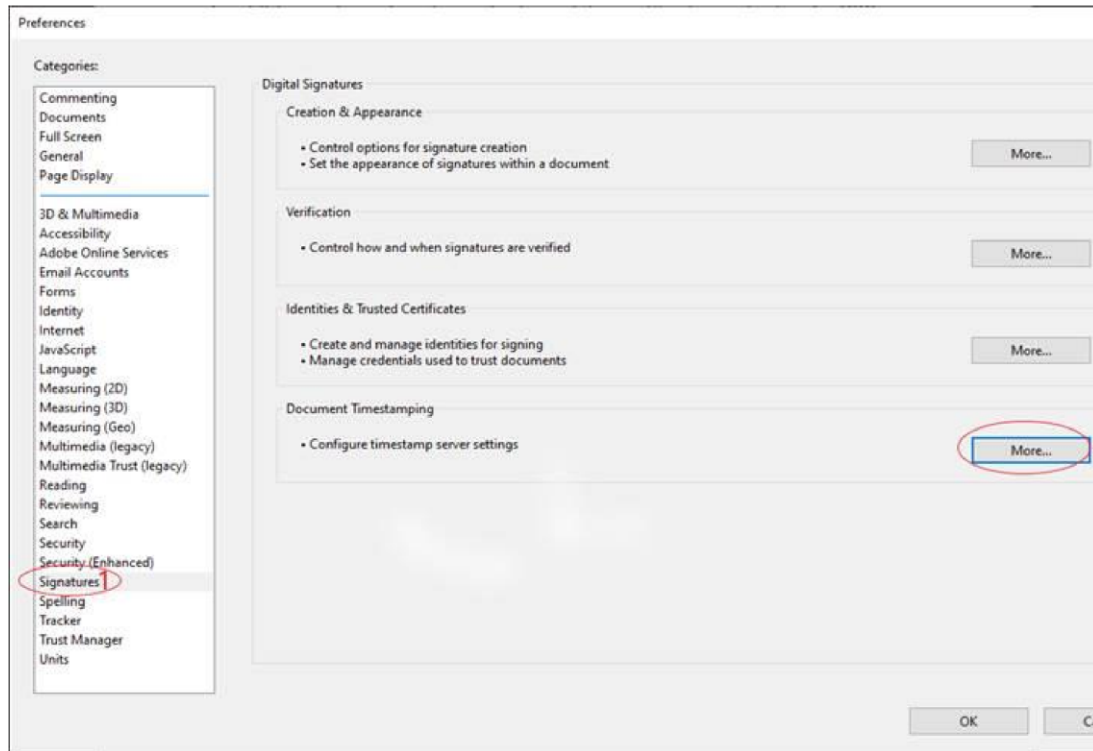 Preferences
Categories:
Commenting
Documents
Full Screen
General
Page Display
3D & Multimedia
Accessibility
Adobe Online Services
Email Accounts
Forms
Identity
Internet
JavaScript
Language
Measuring (2D)
Measuring (3D)
Measuring (Geo)
Multimedia (legacy)
Multimedia Trust (legacy)
Reading
Reviewing
Search
Security
Security (Enhanced)
Signatures 1
Spelling
Tracker
Trust Manager
Units
Digital Signatures
Creation & Appearance
• Control options for signature creation
• Set the appearance of signatures within a document
More...
Verification
• Control how and when signatures are verified
More...
Identities & Trusted Certificates
• Create and manage identities for signing
• Manage credentials used to trust documents
More...
Document Timestamping
• Configure timestamp server settings
More...
OK